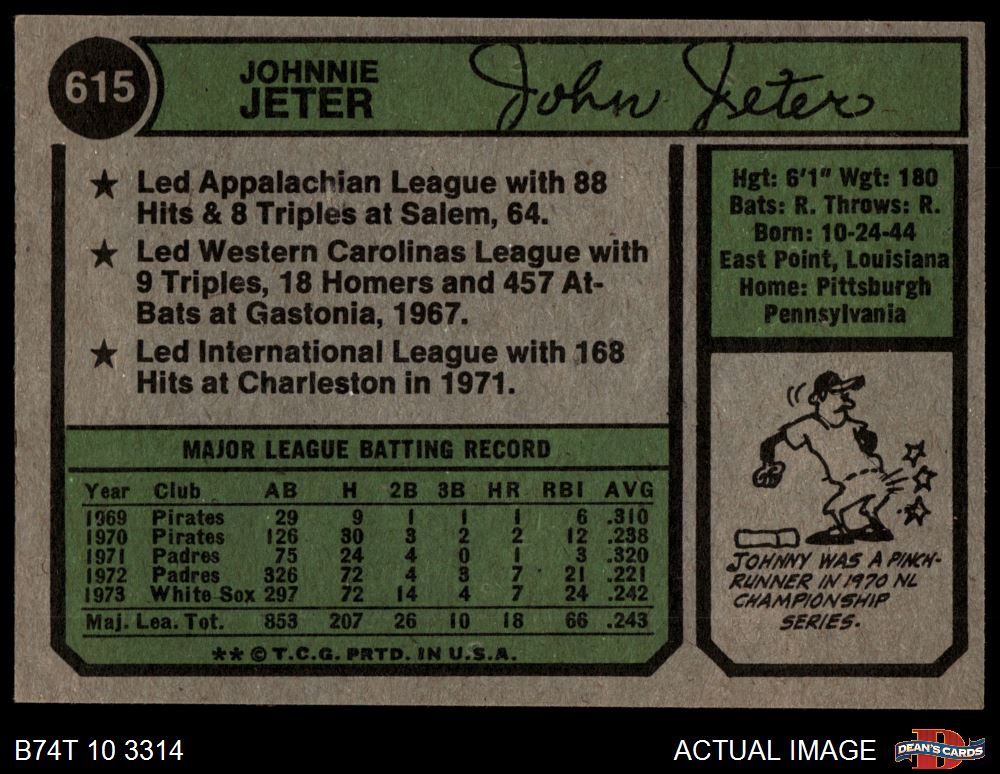 615
JOHNNIE
JETER
John Jeter
★ Led Appalachian League with 88
Hits & 8 Triples at Salem, 64.
★ Led Western Carolinas League with
9 Triples, 18 Homers and 457 At-
Bats at Gastonia, 1967.
★ Led International League with 168
Hits at Charleston in 1971.
Hgt: 6'1" Wgt: 180
Bats: R. Throws: R.
Born: 10-24-44
East Point, Louisiana
Home: Pittsburgh
Pennsylvania
MAJOR LEAGUE BATTING RECORD
Year Club AB H 2B 3B HR RBI AVG
1969 Pirates 29 9 1 1 1 6 .310
1970 Pirates 126 30 3 2 2 12 .238
1971 Padres 75 24 4 0 1 3 .320
1972 Padres 326 72 4 3 7 21 .221
1973 White Sox 297 72 14 4 7 24 .242
Maj. Lea. Tot. 853 207 26 10 18 66 .243
** © T.C.G. PRTD. IN U.S.A.
JOHNNY WAS A PINCH-
RUNNER IN 1970 NL
CHAMPIONSHIP
SERIES.
B74T 10 3314
ACTUAL IMAGE
DEAN'S CARDS